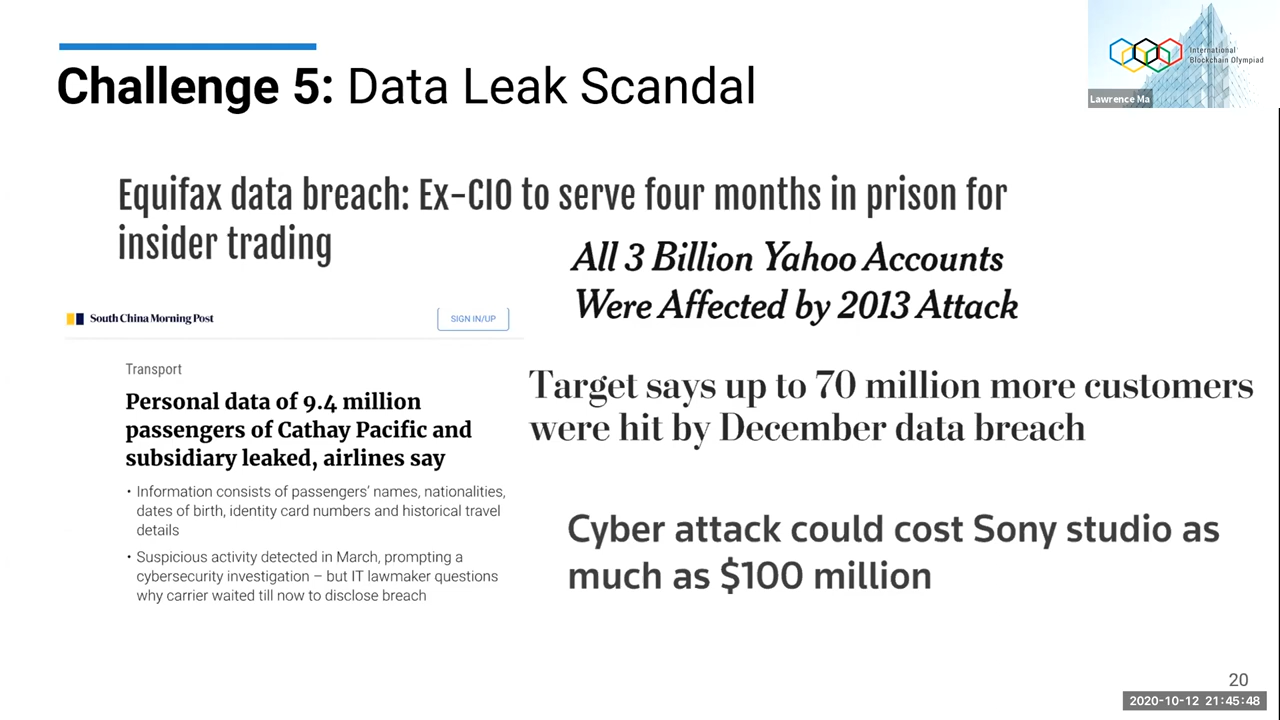 Challenge 5: Data Leak Scandal
International
Blockchain Olympiad
Lawrence Ma
Equifax data breach: Ex-CIO to serve four months in prison for
insider trading
All 3 Billion Yahoo Accounts
Were Affected by 2013 Attack
South China Morning Post
SIGN IN/UP
Transport
Personal data of 9.4 million
passengers of Cathay Pacific and
subsidiary leaked, airlines say
• Information consists of passengers’ names, nationalities,
dates of birth, identity card numbers and historical travel
details
• Suspicious activity detected in March, prompting a
cybersecurity investigation – but IT lawmaker questions
why carrier waited till now to disclose breach
Target says up to 70 million more customers
were hit by December data breach
Cyber attack could cost Sony studio as
much as $100 million
20
2020-10-12 21:45:48